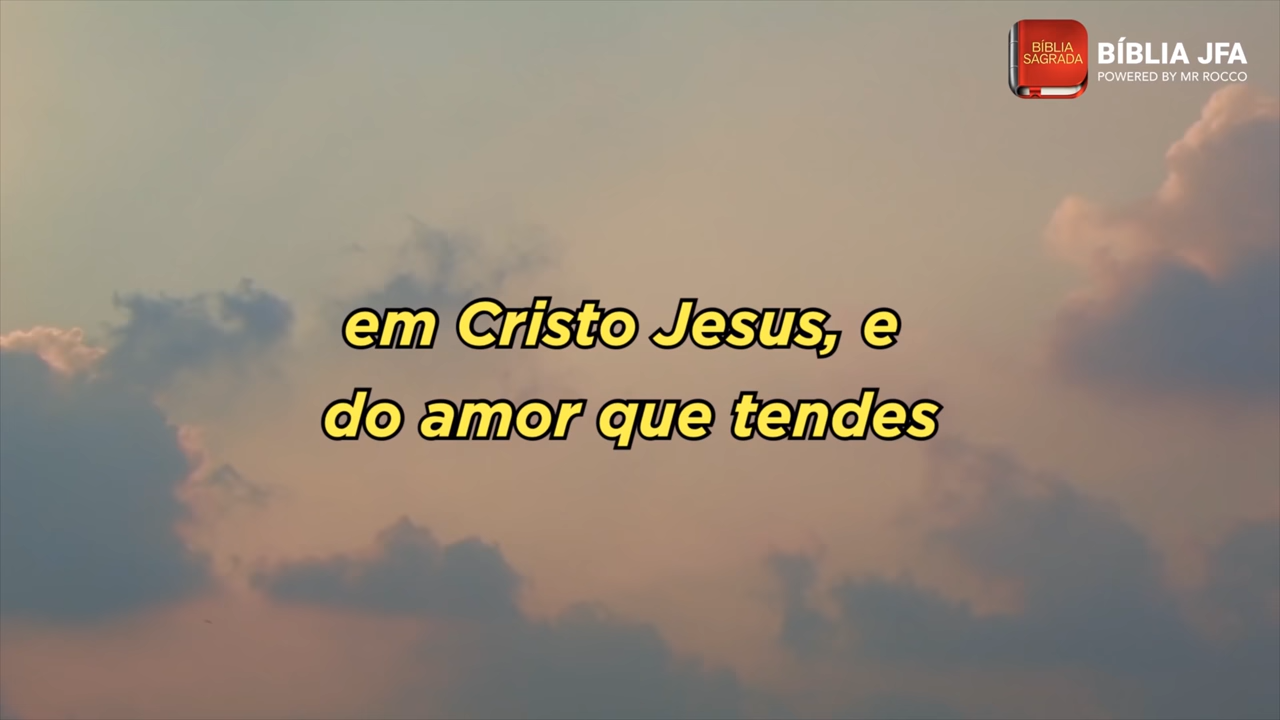 BÍBLIA
SAGRADA
BÍBLIA JFA
POWERED BY MR ROCCO
em Cristo Jesus, e
do amor que tendes